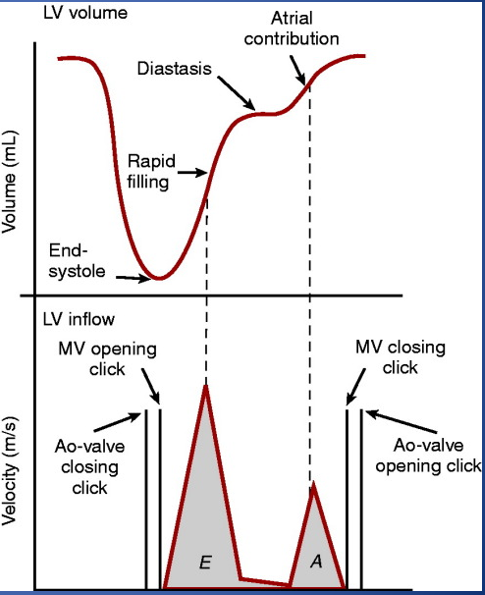 LV volume
Atrial
contribution
Diastasis
Rapid
filling
End-
systole
Volume (mL)
LV inflow
MV opening
click
MV closing
click
Ao-valve
closing
click
Ao-valve
opening click
E
A
Velocity (m/s)